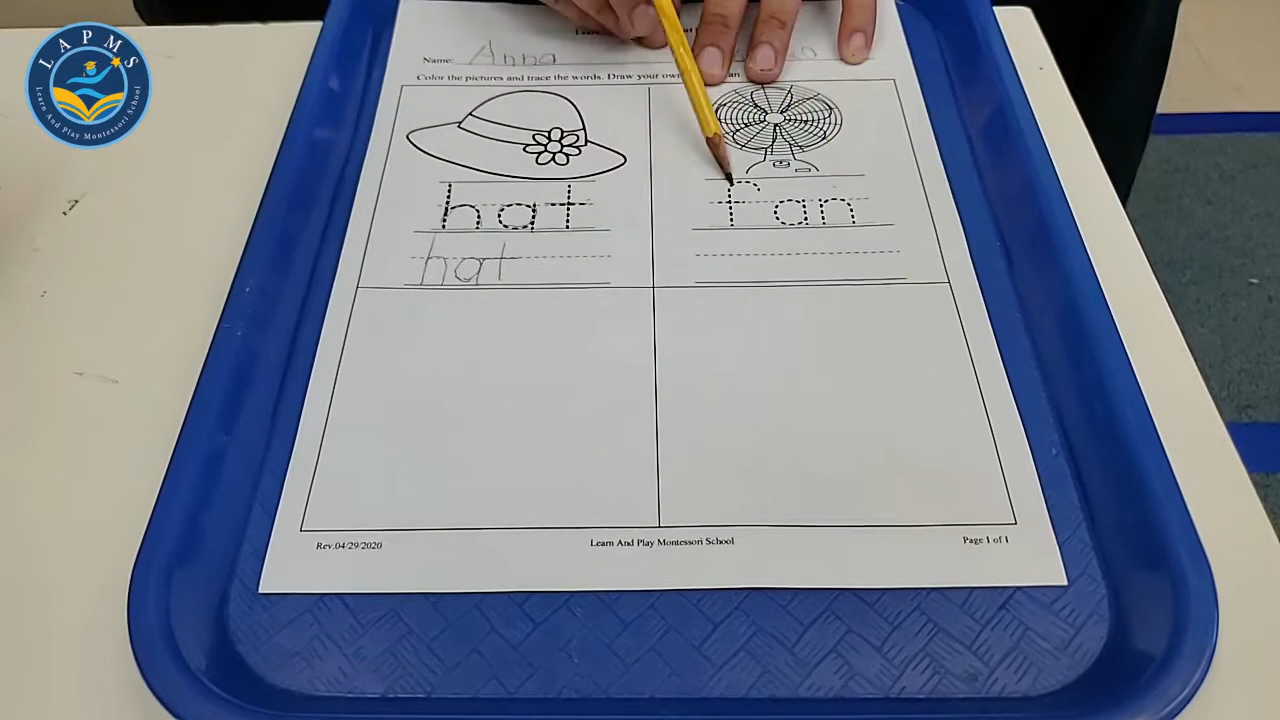 LAPMS
Learn And Play Montessori School
Name: Anna
Color the pictures and trace the words. Draw your own
hat
fan
hat
Rev.04/29/2020
Learn And Play Montessori School
Page 1 of 1